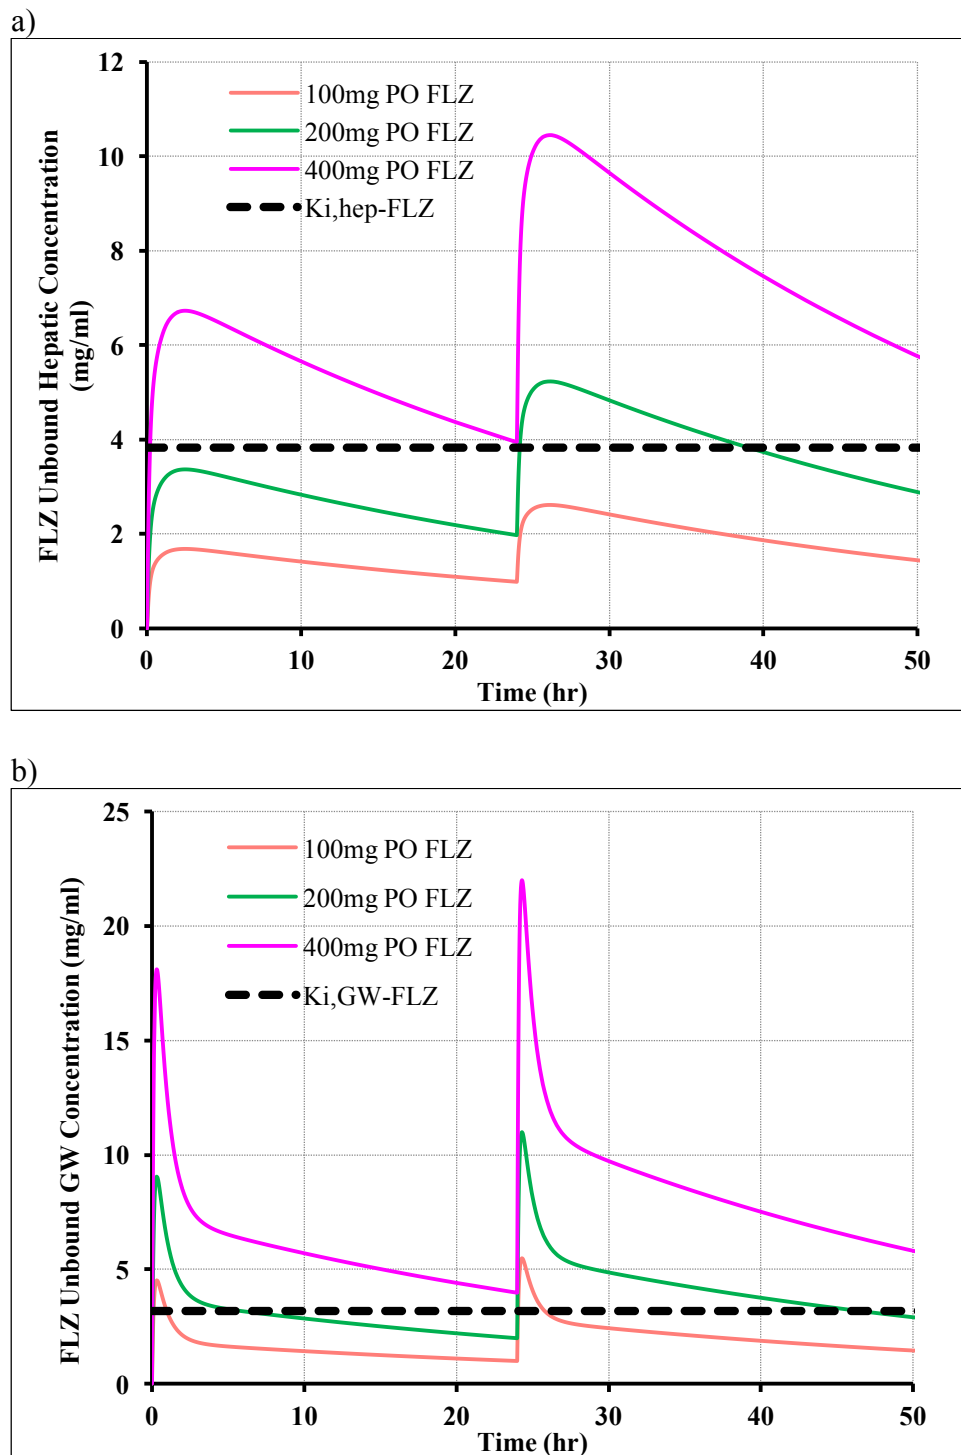 a)
FLZ Unbound Hepatic Concentration
(mg/ml)
12
10
8
6
4
2
0
100mg PO FLZ
200mg PO FLZ
400mg PO FLZ
Ki,hep-FLZ
0 10 20 30 40 50
Time (hr)
b)
FLZ Unbound GW Concentration (mg/ml)
25
20
15
10
5
0
100mg PO FLZ
200mg PO FLZ
400mg PO FLZ
Ki,GW-FLZ
0 10 20 30 40 50
Time (hr)